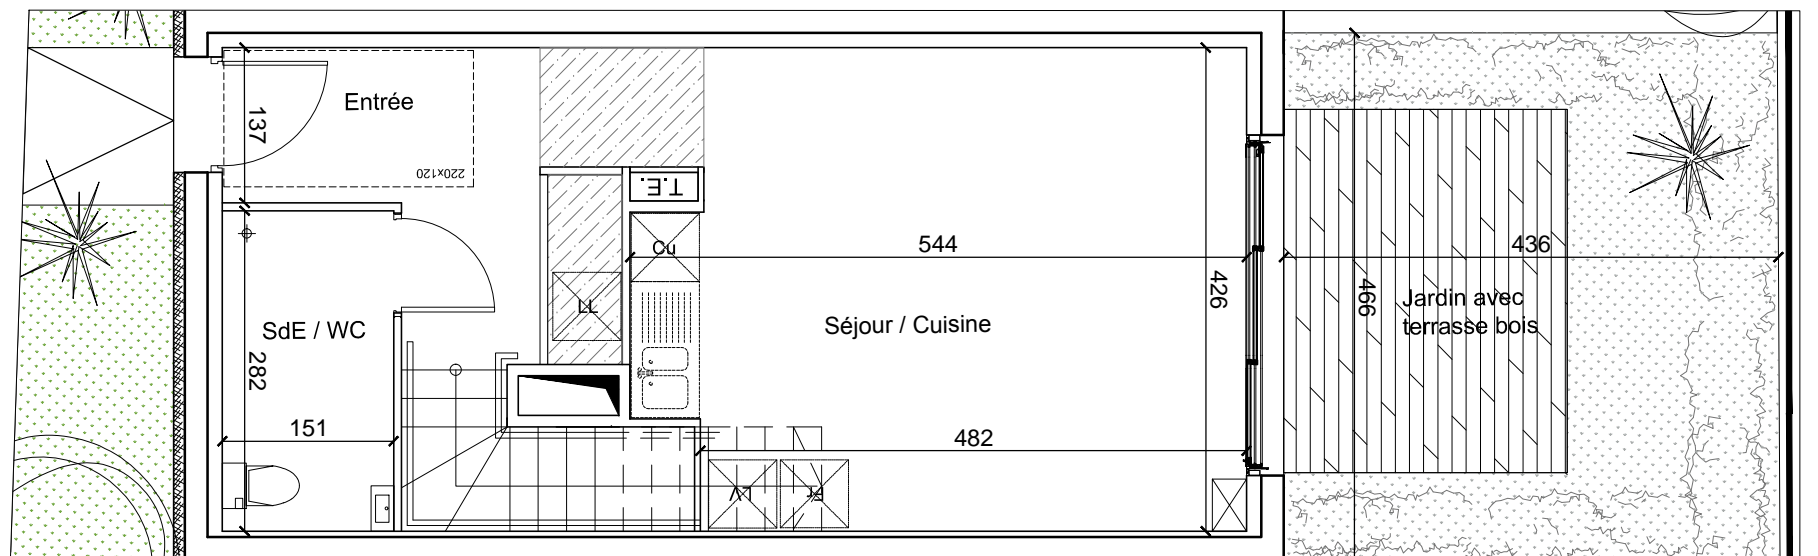 Entrée
137
220x120
T.E.
Cu
544
436
426
466
Jardin avec
terrasse bois
LL
SdE / WC
Séjour / Cuisine
282
151
482
LV
Fr